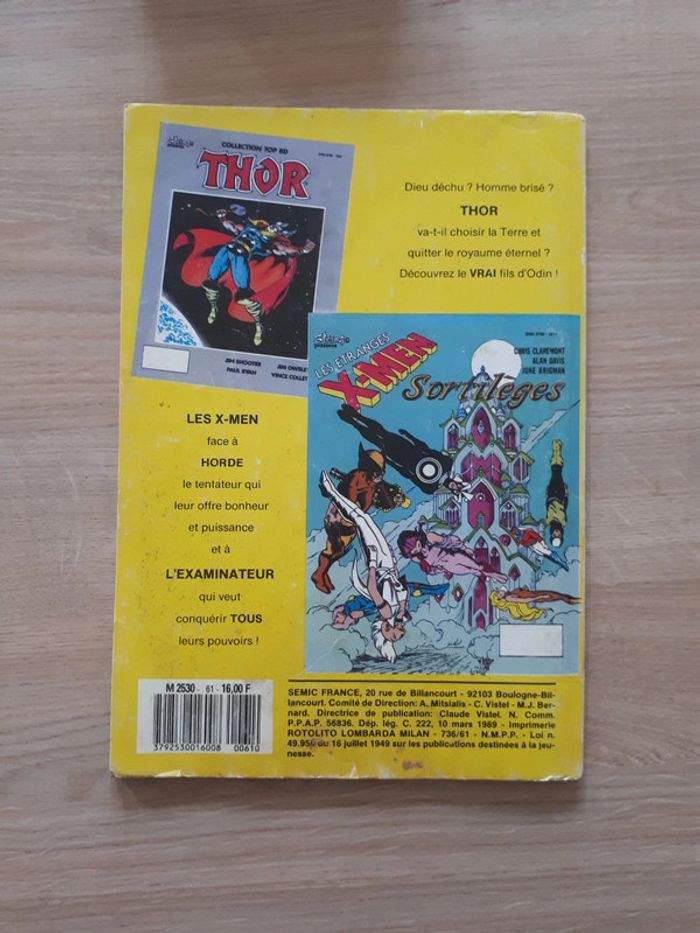 COLLECTION TOP BD
THOR
JIM SHOOTER
PAUL RYAN
JIM OWSLEY
VINCE COLLET
Dieu déchu ? Homme brisé ?
THOR
va-t-il choisir la Terre et
quitter le royaume éternel ?
Découvrez le VRAI fils d'Odin !
présente
LES ETRANGES
X-MEN
CHRIS CLAREMONT
ALAN DAVIS
JUNE BRIGMAN
Sortilèges
LES X-MEN
face à
HORDE
le tentateur qui
leur offre bonheur
et puissance
et à
L'EXAMINATEUR
qui veut
conquérir TOUS
leurs pouvoirs !
M 2530 - 61 - 16,00 F
3792530016008 00610
SEMIC FRANCE, 20 rue de Billancourt - 92103 Boulogne-Bil-
lancourt. Comité de Direction: A. Mitsialis - C. Vistel - M.J. Ber-
nard. Directrice de publication: Claude Vistel. N. Comm.
P.P.A.P. 56836. Dép. lég. C. 222, 10 mars 1989 - Imprimerie
ROTOLITO LOMBARDA MILAN - 736/61 - N.M.P.P. - Loi n.
49.956 du 16 juillet 1949 sur les publications destinées à la jeu-
nesse.